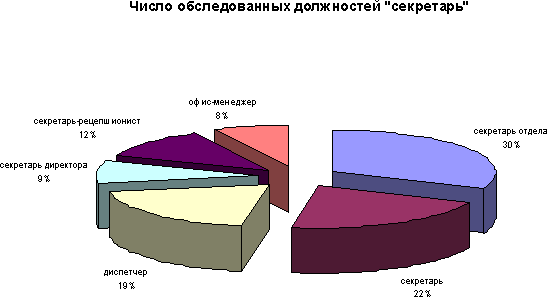 Число обследованных должностей "секретарь"
офис-менеджер
8%
секретарь-рецепционист
12%
секретарь отдела
30%
секретарь директора
9%
диспетчер
19%
секретарь
22%